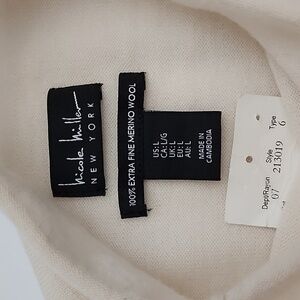 Nicole Miller
NEW YORK
100% EXTRA FINE MERINO WOOL
US: L
CA: L/G
UK: L
EU: L
AU: L
MADE IN
CAMBODIA
Type
6
Style
213019
Dept/Rayon
07